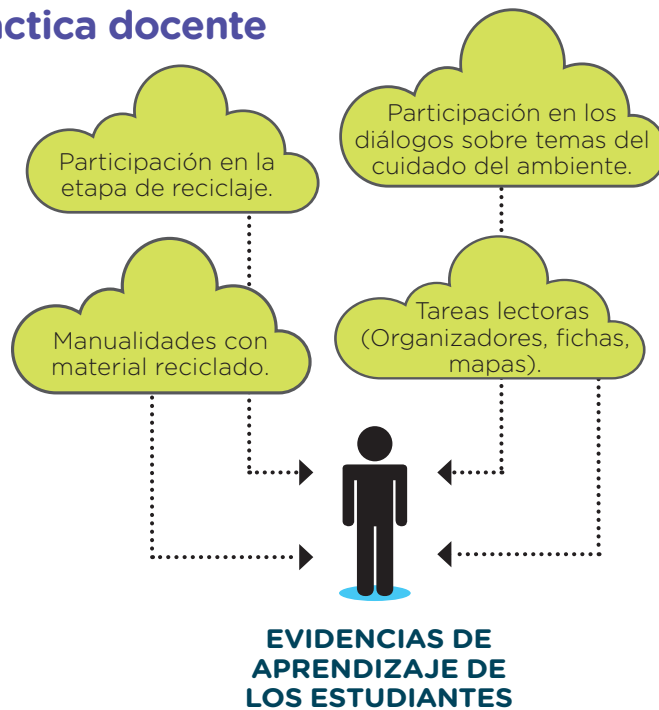 áctica docente
Participación en la
etapa de reciclaje.
Participación en los
diálogos sobre temas del
cuidado del ambiente.
Manualidades con
material reciclado.
Tareas lectoras
(Organizadores, fichas,
mapas).
EVIDENCIAS DE
APRENDIZAJE DE
LOS ESTUDIANTES